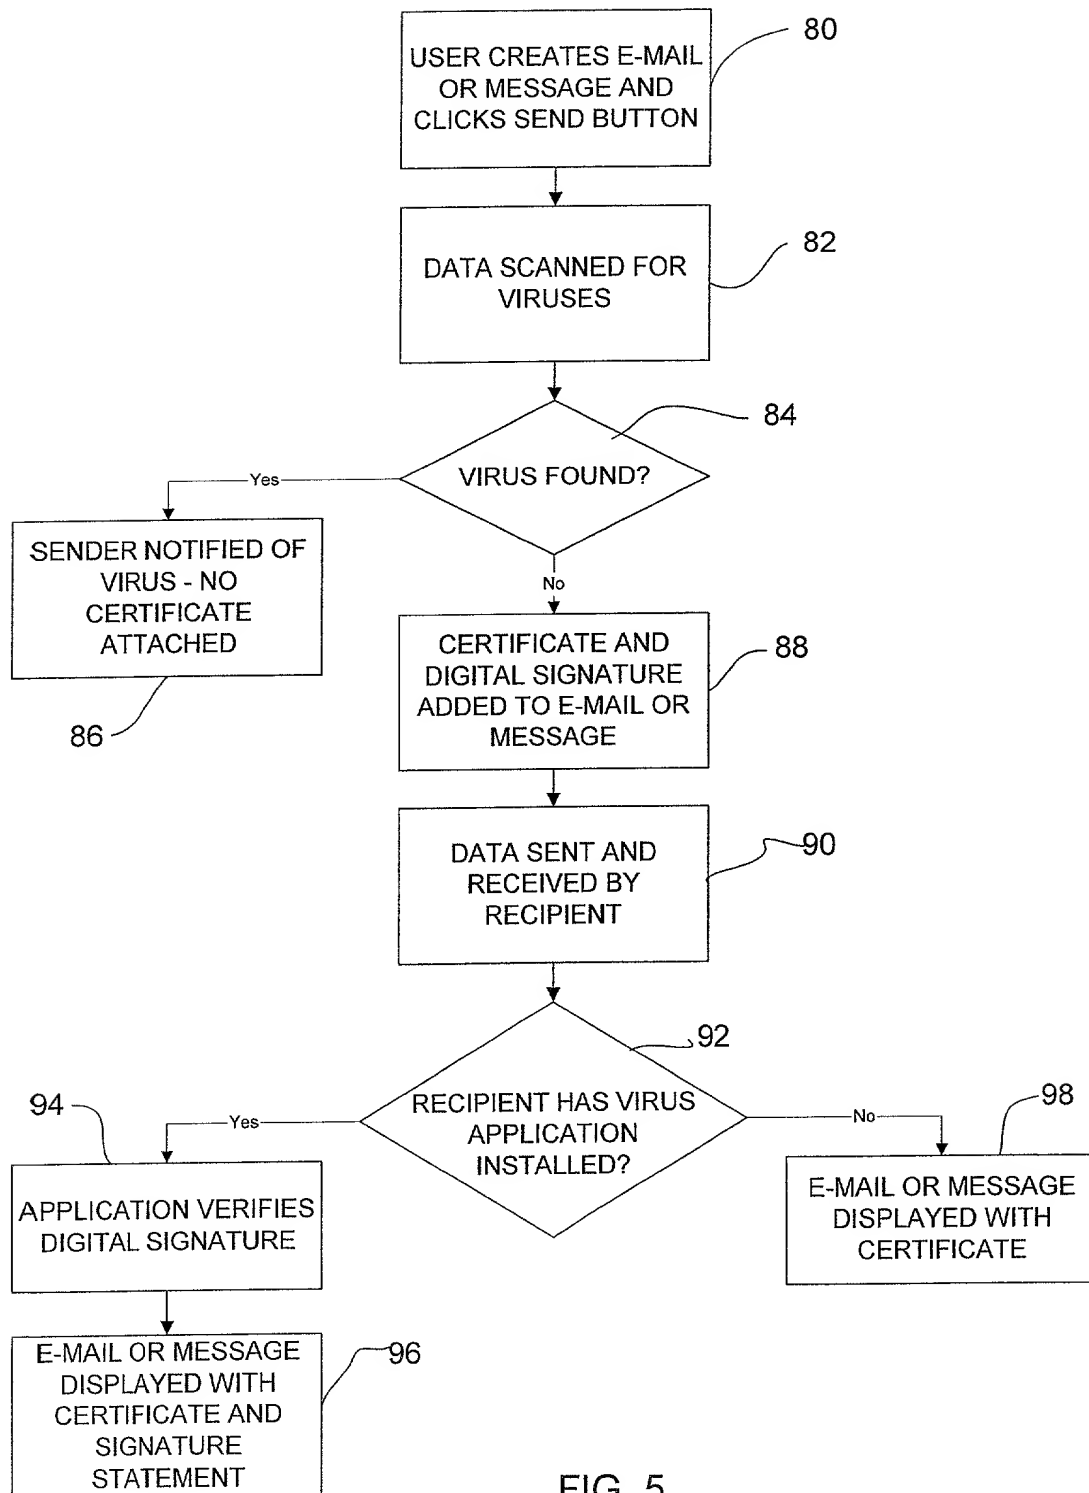 80
USER CREATES E-MAIL
OR MESSAGE AND
CLICKS SEND BUTTON
82
DATA SCANNED FOR
VIRUSES
84
VIRUS FOUND?
Yes
SENDER NOTIFIED OF
VIRUS - NO
CERTIFICATE
ATTACHED
86
No
CERTIFICATE AND
DIGITAL SIGNATURE
ADDED TO E-MAIL OR
MESSAGE
88
DATA SENT AND
RECEIVED BY
RECIPIENT
90
92
RECIPIENT HAS VIRUS
APPLICATION
INSTALLED?
94
Yes
APPLICATION VERIFIES
DIGITAL SIGNATURE
No
98
E-MAIL OR MESSAGE
DISPLAYED WITH
CERTIFICATE
E-MAIL OR MESSAGE
DISPLAYED WITH
CERTIFICATE AND
SIGNATURE
STATEMENT
96
FIG. 5